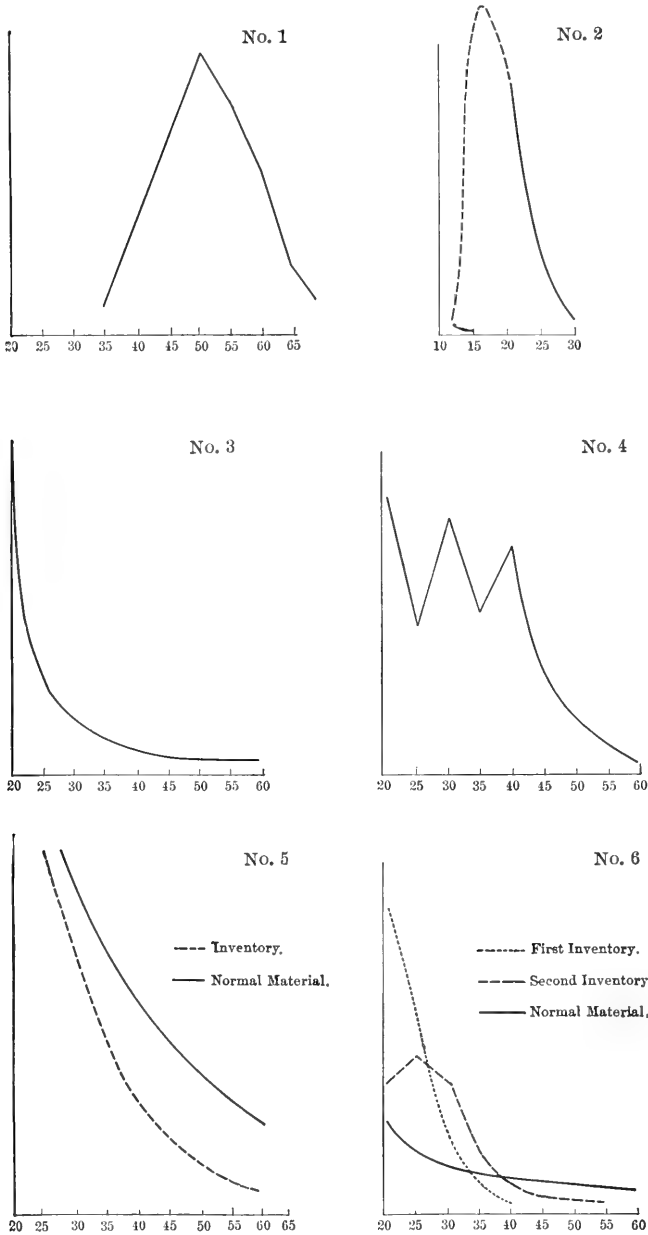 No. 1
20 25 30 35 40 45 50 55 60 65
No. 2
10 15 20 25 30
No. 3
20 25 30 35 40 45 50 55 60
No. 4
20 25 30 35 40 45 50 55 60
No. 5
Inventory.
Normal Material.
20 25 30 35 40 45 50 55 60 65
No. 6
First Inventory.
Second Inventory
Normal Material.
20 25 30 35 40 45 50 55 60